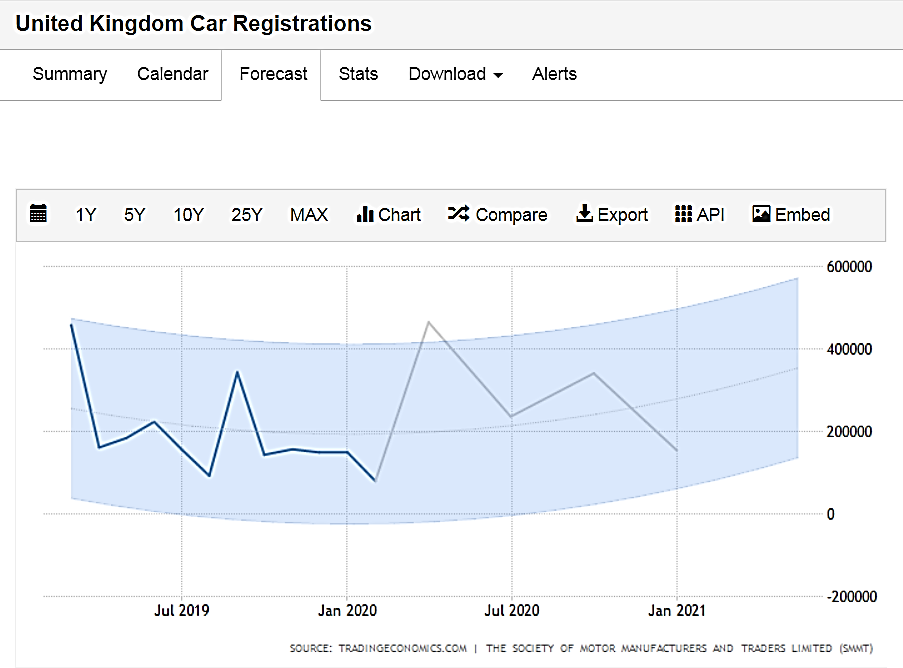 United Kingdom Car Registrations
Summary Calendar Forecast Stats Download Alerts
1Y 5Y 10Y 25Y MAX Chart Compare Export API Embed
600000
400000
200000
0
-200000
Jul 2019 Jan 2020 Jul 2020 Jan 2021
SOURCE: TRADINGECONOMICS.COM | THE SOCIETY OF MOTOR MANUFACTURERS AND TRADERS LIMITED (SMMT)